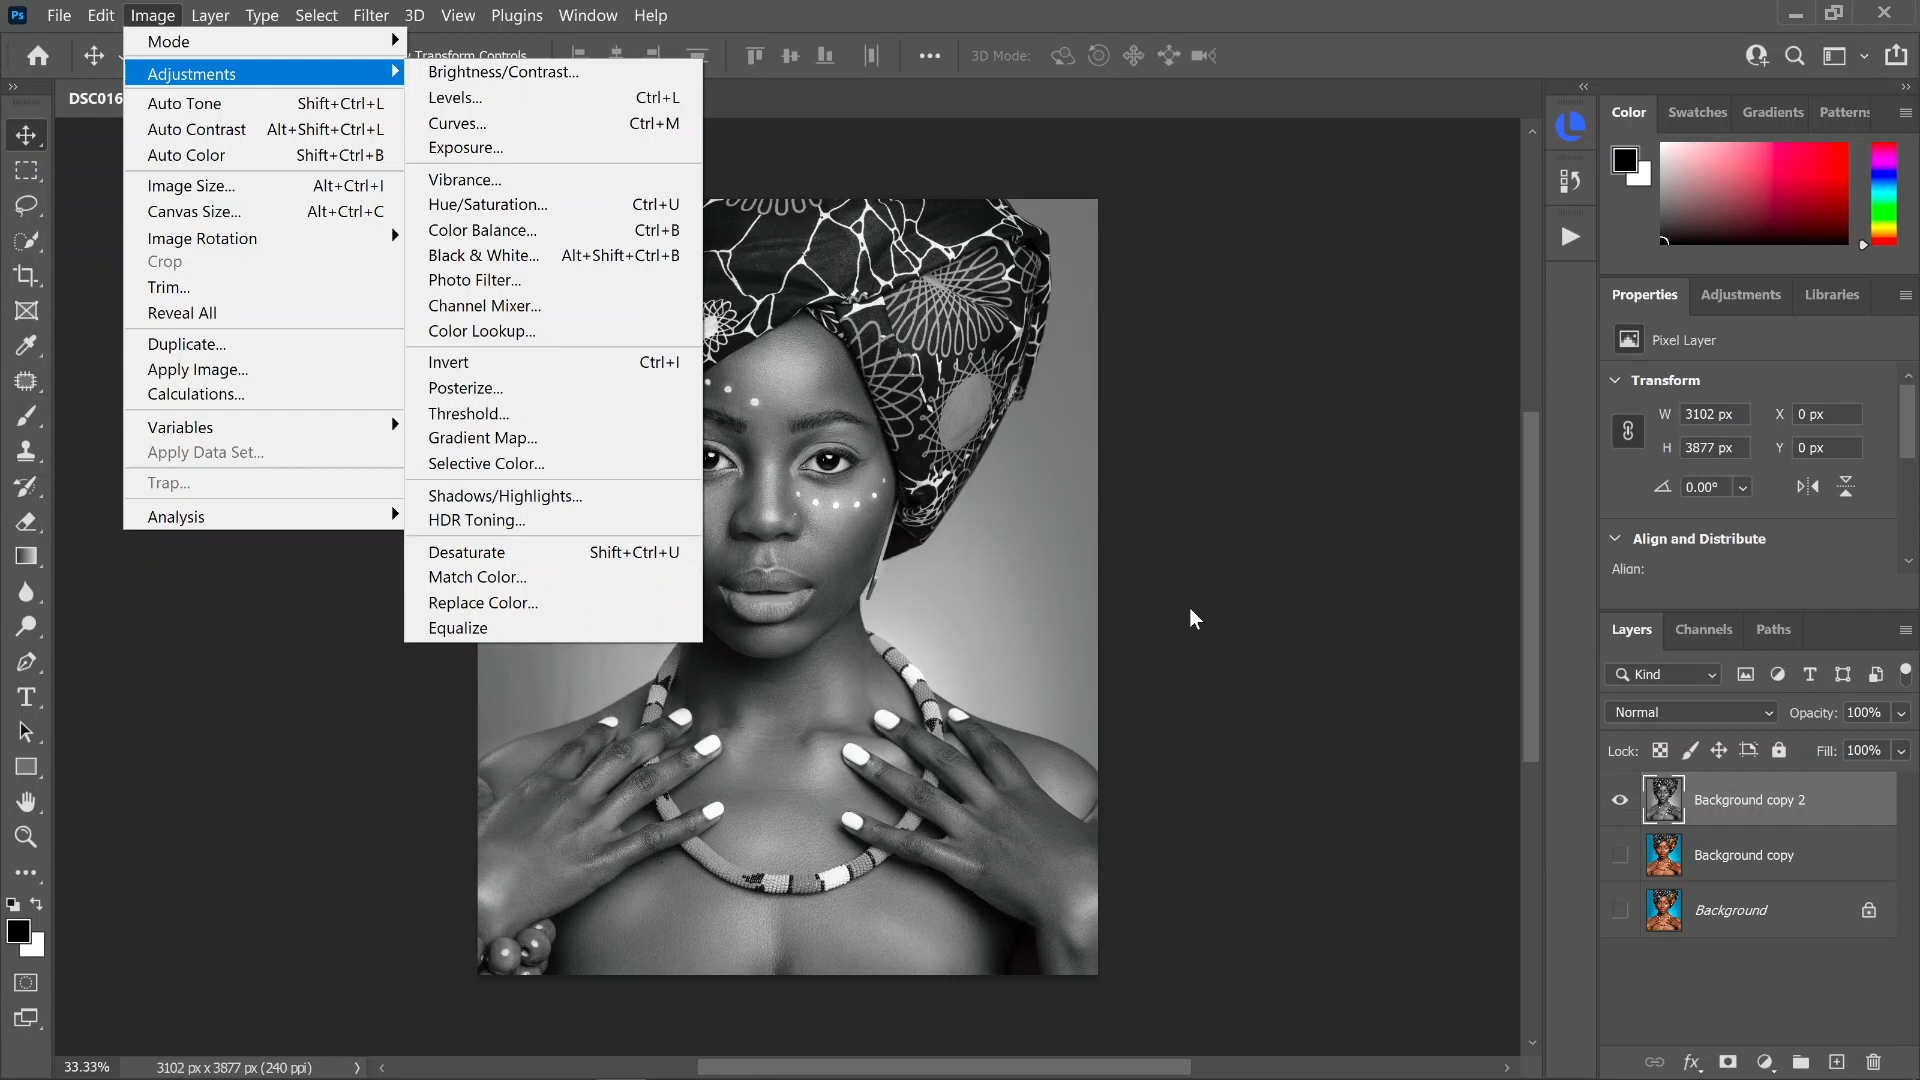 Ps File Edit Image Layer Type Select Filter 3D View Plugins Window Help
Transform Controls
3D Mode:
DSC016
Mode
Adjustments
Auto Tone Shift+Ctrl+L
Auto Contrast Alt+Shift+Ctrl+L
Auto Color Shift+Ctrl+B
Image Size... Alt+Ctrl+I
Canvas Size... Alt+Ctrl+C
Image Rotation
Crop
Trim...
Reveal All
Duplicate...
Apply Image...
Calculations...
Variables
Apply Data Set...
Trap...
Analysis
Brightness/Contrast...
Levels... Ctrl+L
Curves... Ctrl+M
Exposure...
Vibrance...
Hue/Saturation... Ctrl+U
Color Balance... Ctrl+B
Black & White... Alt+Shift+Ctrl+B
Photo Filter...
Channel Mixer...
Color Lookup...
Invert Ctrl+I
Posterize...
Threshold...
Gradient Map...
Selective Color...
Shadows/Highlights...
HDR Toning...
Desaturate Shift+Ctrl+U
Match Color...
Replace Color...
Equalize
Color Swatches Gradients Patterns
Properties Adjustments Libraries
Pixel Layer
Transform
W 3102 px X 0 px
H 3877 px Y 0 px
0.00°
Align and Distribute
Align:
Layers Channels Paths
Kind
Normal Opacity: 100%
Lock: Fill: 100%
Background copy 2
Background copy
Background
fx
33.33% 3102 px x 3877 px (240 ppi)